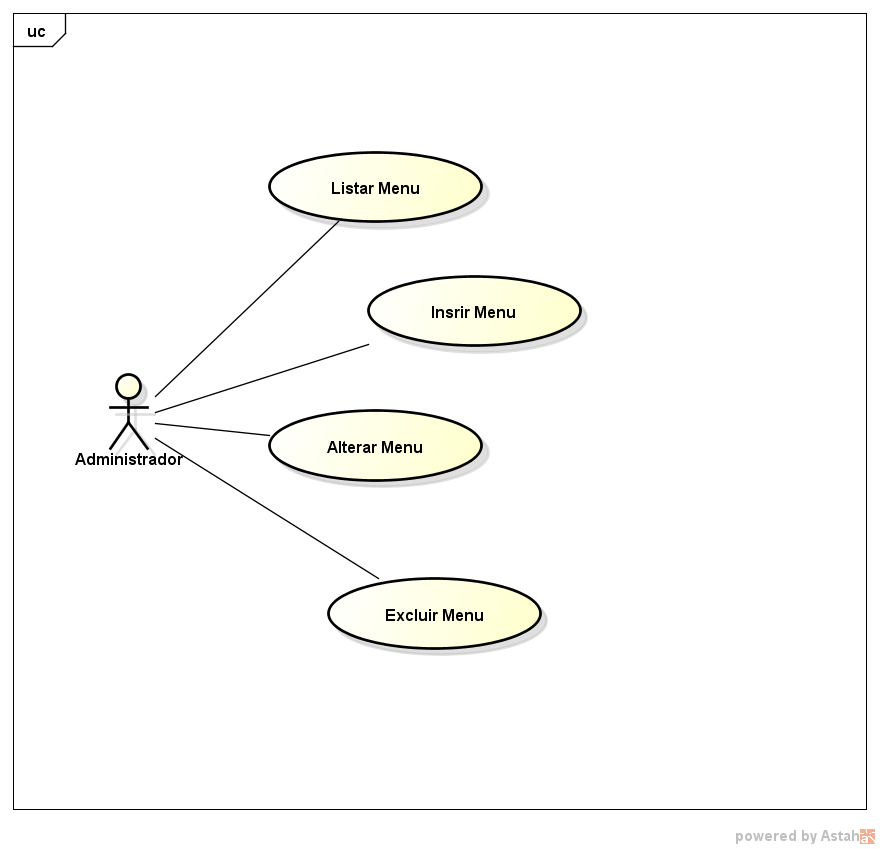 uc
Listar Menu
Insrir Menu
Alterar Menu
Administrador
Excluir Menu
powered by Astah